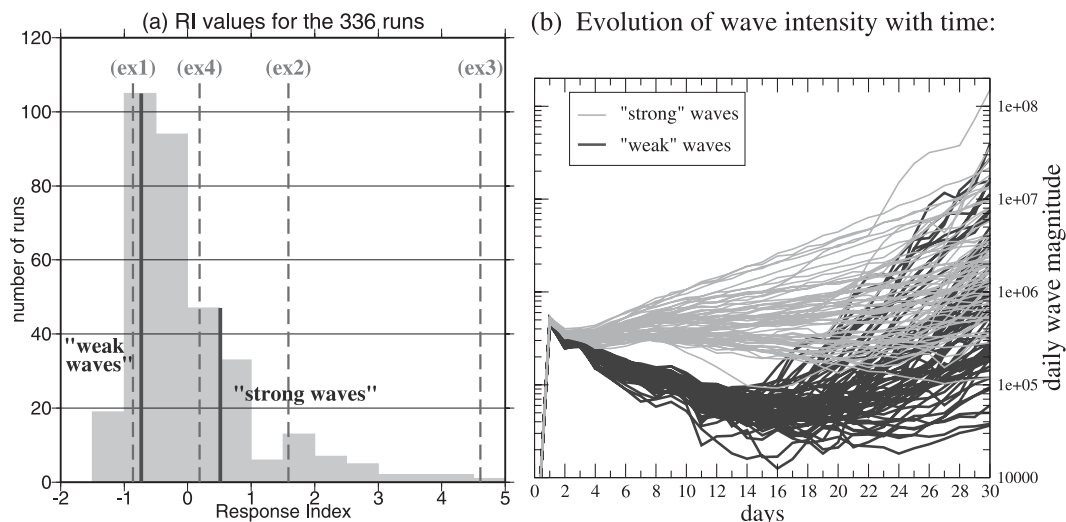 (a) RI values for the 336 runs
120
100
80
60
40
20
0
number of runs
(ex1) (ex4) (ex2) (ex3)
"weak
waves"
"strong waves"
-2 -1 0 1 2 3 4 5
Response Index
(b) Evolution of wave intensity with time:
"strong" waves
"weak" waves
1e+08
1e+07
1e+06
1e+05
10000
daily wave magnitude
0 2 4 6 8 10 12 14 16 18 20 22 24 26 28 30
days